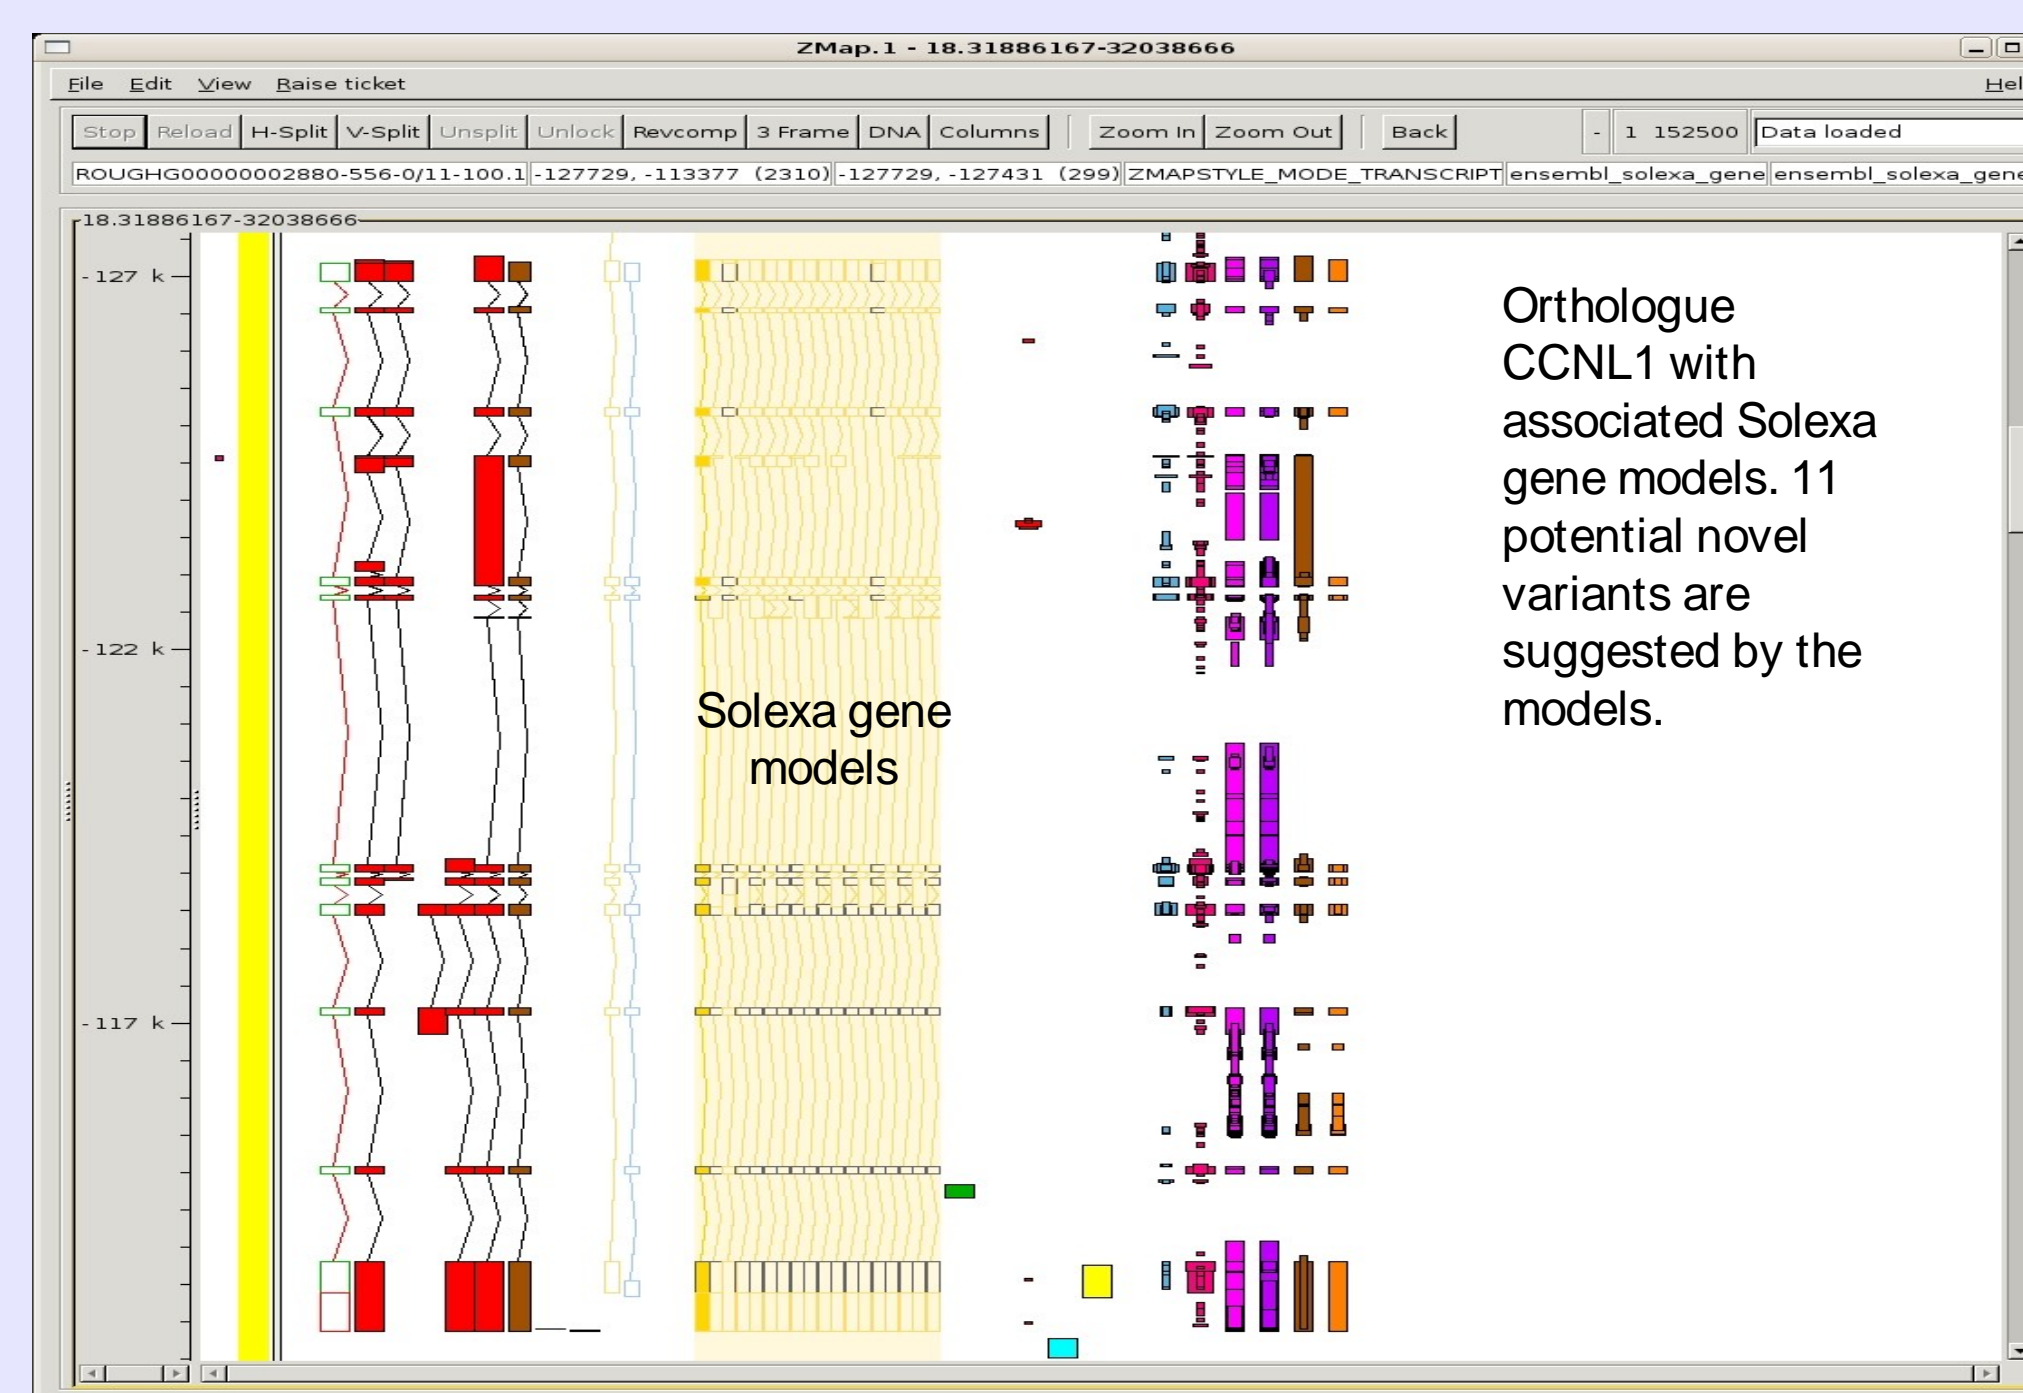 ZMap.1 - 18.31886167-32038666
File Edit View Raise ticket Hel
Stop Reload H-Split V-Split Unsplit Unlock Revcomp 3 Frame DNA Columns Zoom In Zoom Out Back - 1 152500 Data loaded
ROUGHG00000002880-556-0/11-100.1 -127729, -113377 (2310) -127729, -127431 (299) ZMAPSTYLE_MODE_TRANSCRIPT ensembl_solexa_gene ensembl_solexa_gene
18.31886167-32038666
-127 k
-122 k
-117 k
Solexa gene
models
Orthologue
CCNL1 with
associated Solexa
gene models. 11
potential novel
variants are
suggested by the
models.